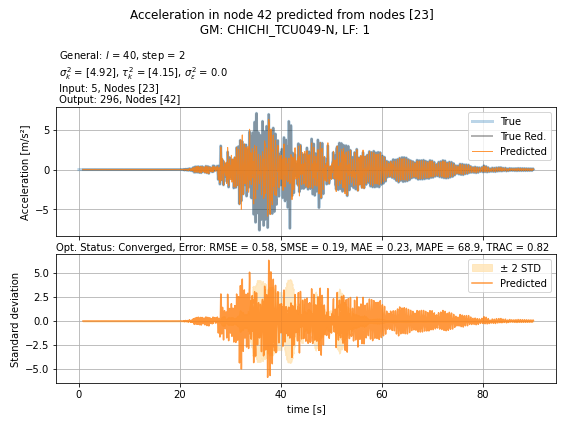 Acceleration in node 42 predicted from nodes [23]
GM: CHICHI_TCU049-N, LF: 1
General: l = 40, step = 2
σ²ₖ = [4.92], τ²ₖ = [4.15], σ²ε = 0.0
Input: 5, Nodes [23]
Output: 296, Nodes [42]
Acceleration [m/s²]
5
0
−5
True
True Red.
Predicted
Opt. Status: Converged, Error: RMSE = 0.58, SMSE = 0.19, MAE = 0.23, MAPE = 68.9, TRAC = 0.82
Standard deviation
5.0
2.5
0.0
−2.5
−5.0
± 2 STD
Predicted
0 20 40 60 80
time [s]